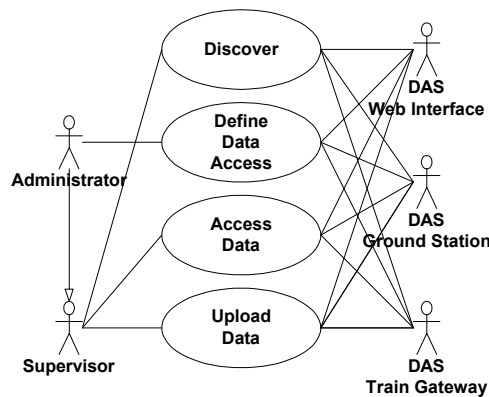 Discover
DAS
Web Interface
Define
Data
Access
Administrator
DAS
Ground Station
Access
Data
Upload
Data
Supervisor
DAS
Train Gateway